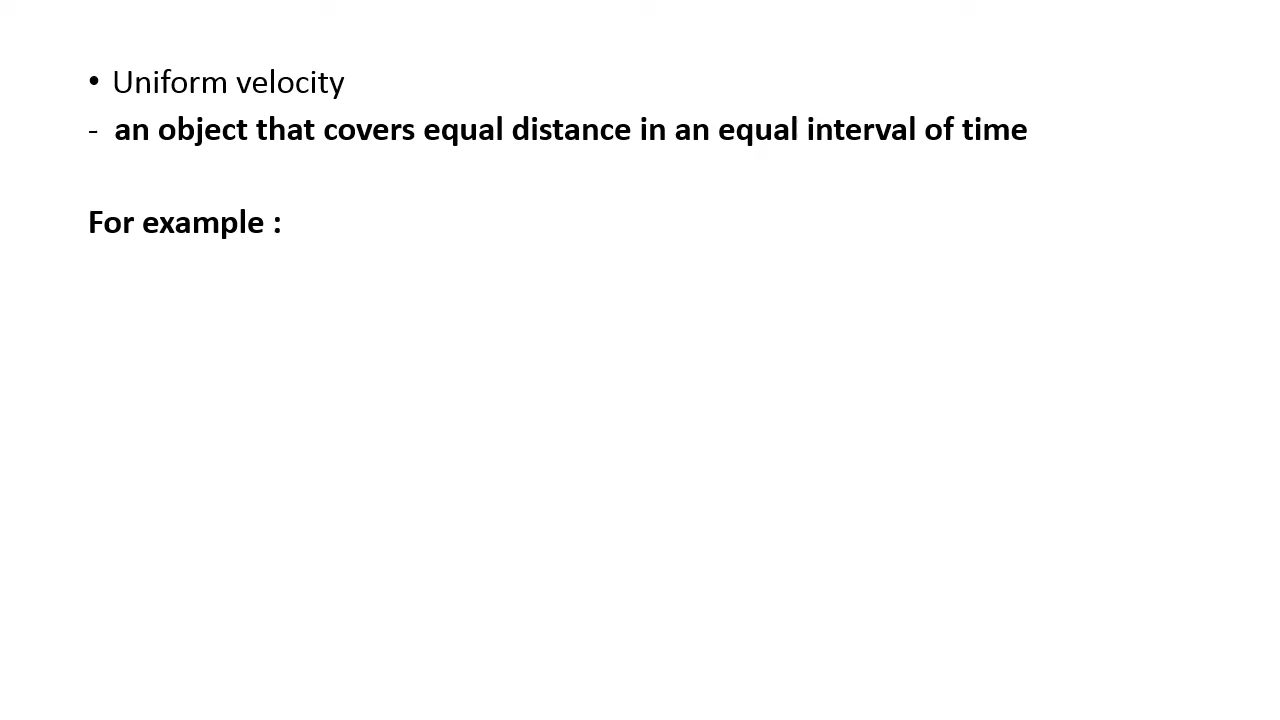 • Uniform velocity
- an object that covers equal distance in an equal interval of time
For example :